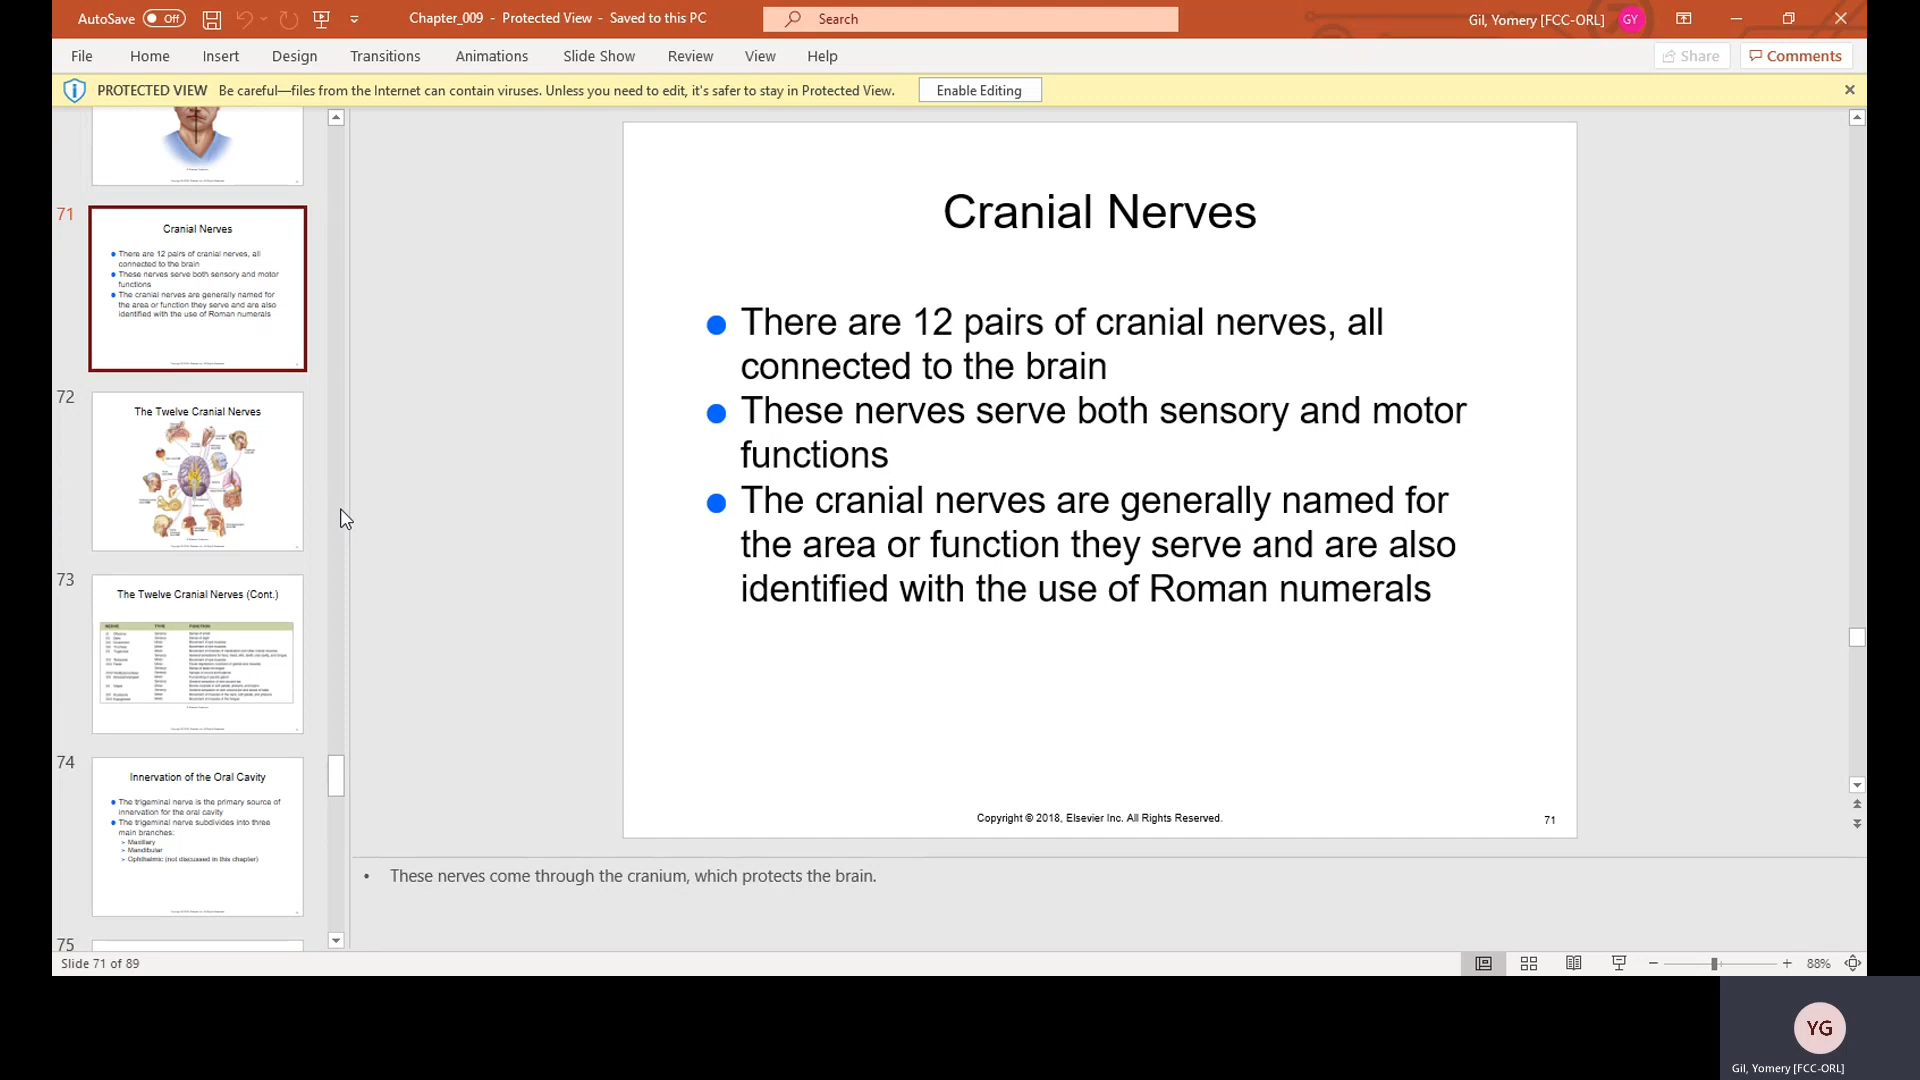 AutoSave Off
Chapter_009 - Protected View - Saved to this PC
Search
Gil, Yomery [FCC-ORL] GY
File Home Insert Design Transitions Animations Slide Show Review View Help
Share Comments
PROTECTED VIEW Be careful—files from the Internet can contain viruses. Unless you need to edit, it's safer to stay in Protected View. Enable Editing
71
Cranial Nerves
There are 12 pairs of cranial nerves, all
connected to the brain
These nerves serve both sensory and motor
functions
The cranial nerves are generally named for
the area or function they serve and are also
identified with the use of Roman numerals
72
The Twelve Cranial Nerves
73
The Twelve Cranial Nerves (Cont.)
NERVE TYPE FUNCTION
74
Innervation of the Oral Cavity
The trigeminal nerve is the primary source of
innervation for the oral cavity
The trigeminal nerve subdivides into three
main branches:
Maxillary
Mandibular
Ophthalmic (not discussed in this chapter)
75
Cranial Nerves
There are 12 pairs of cranial nerves, all
connected to the brain
These nerves serve both sensory and motor
functions
The cranial nerves are generally named for
the area or function they serve and are also
identified with the use of Roman numerals
Copyright © 2018, Elsevier Inc. All Rights Reserved.
71
• These nerves come through the cranium, which protects the brain.
Slide 71 of 89
88%
YG
Gil, Yomery [FCC-ORL]